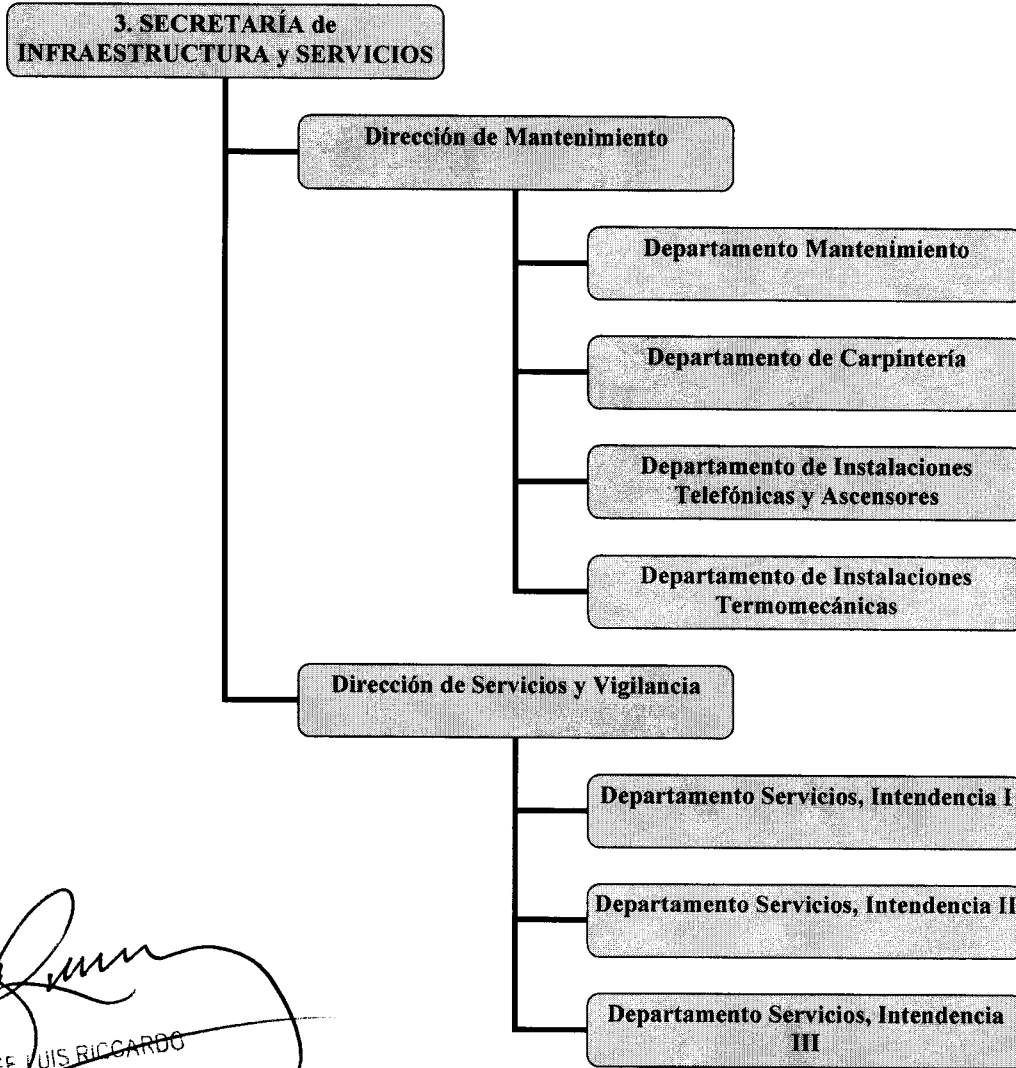 3. SECRETARÍA de
INFRAESTRUCTURA y SERVICIOS
Dirección de Mantenimiento
Departamento Mantenimiento
Departamento de Carpintería
Departamento de Instalaciones
Telefónicas y Ascensores
Departamento de Instalaciones
Termomecánicas
Dirección de Servicios y Vigilancia
Departamento Servicios, Intendencia I
Departamento Servicios, Intendencia II
Departamento Servicios, Intendencia
III
LUIS RICCARDO